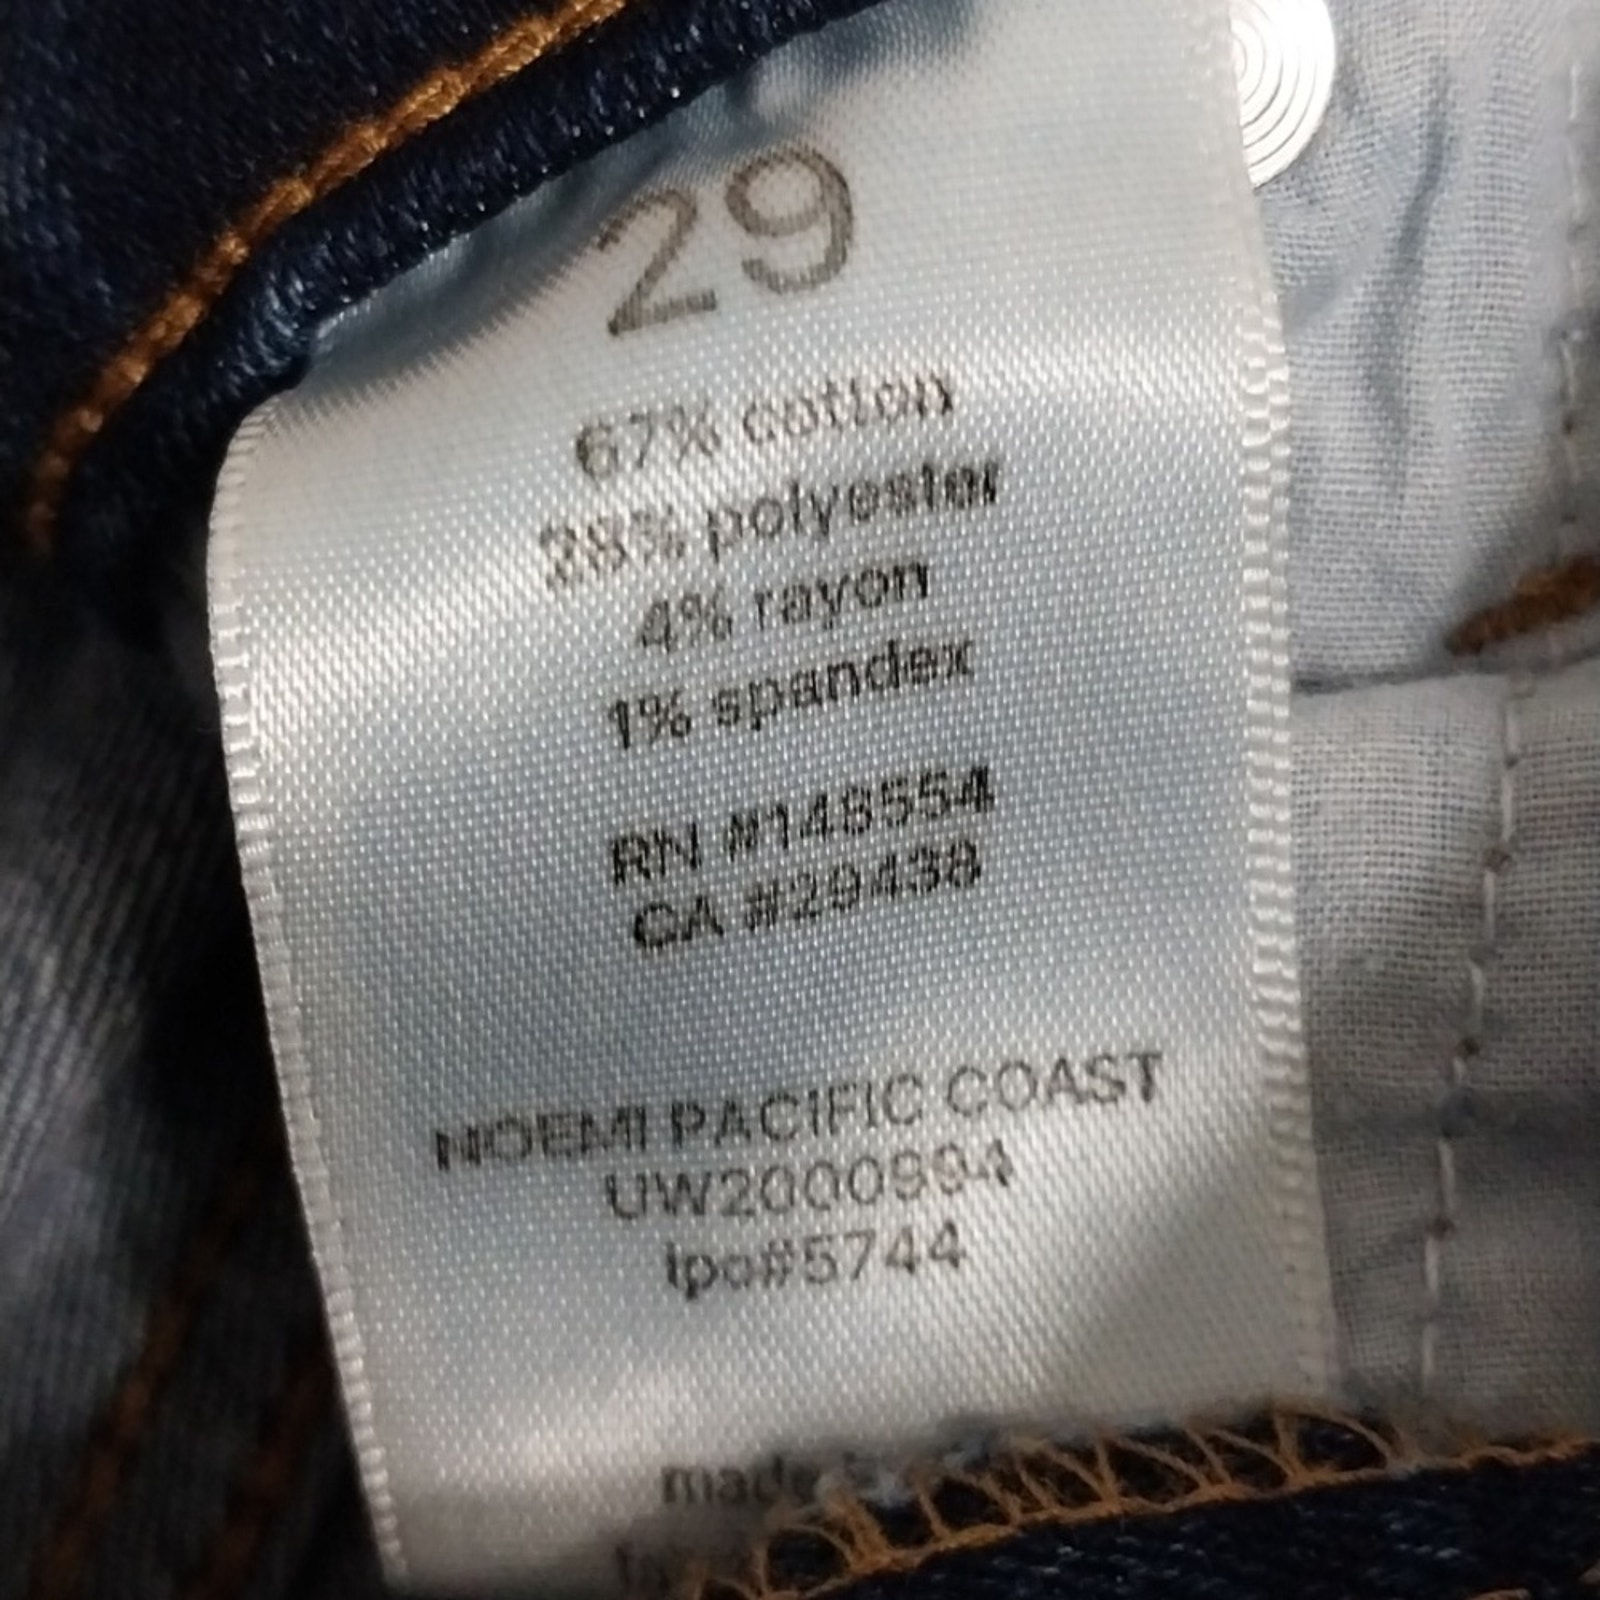 29
67% cotton
28% polyester
4% rayon
1% spandex
RN #148554
CA #29438
NOEMI PACIFIC COAST
UW2000994
lpo#5744
made